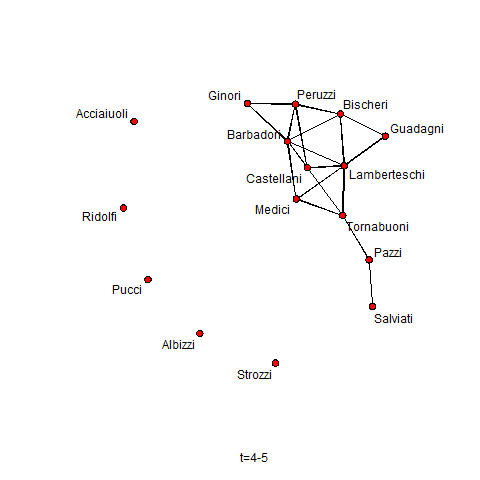 Ginori
Peruzzi
Bischeri
Acciaiuoli
Guadagni
Barbadori
Castellani
Lamberteschi
Medici
Ridolfi
Tornabuoni
Pazzi
Pucci
Salviati
Albizzi
Strozzi
t=4-5